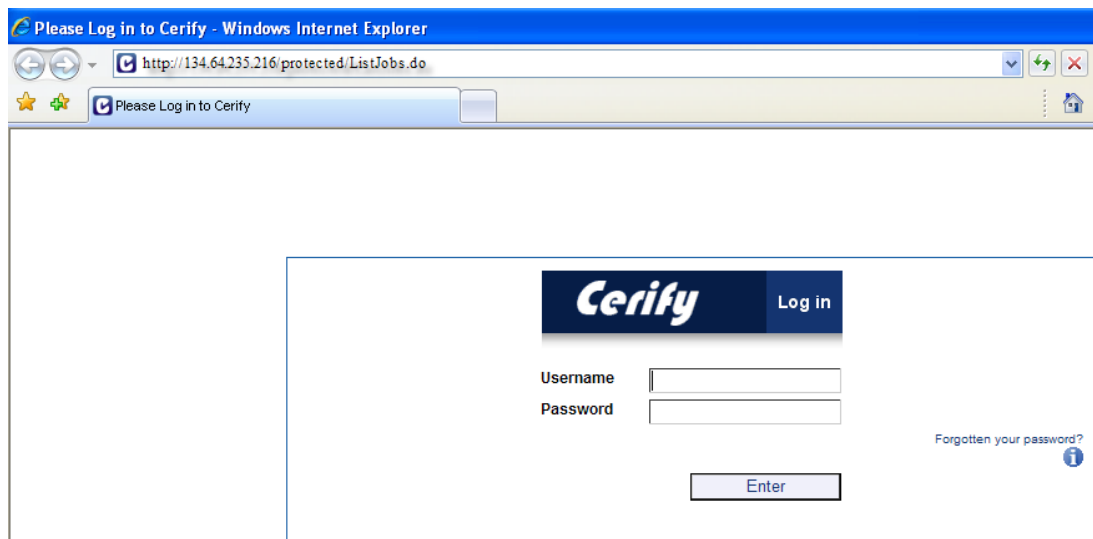 Please Log in to Cerify - Windows Internet Explorer
http://134.64.235.216/protected/ListJobs.do
Please Log in to Cerify
Cerify Log in
Username
Password
Forgotten your password?
Enter